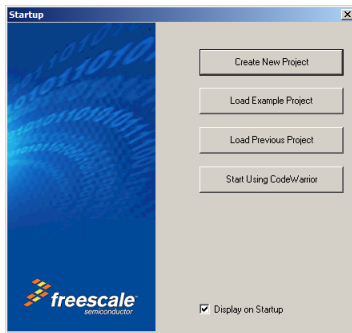 Startup
Create New Project
Load Example Project
Load Previous Project
Start Using CodeWarrior
freescale
semiconductor
Display on Startup